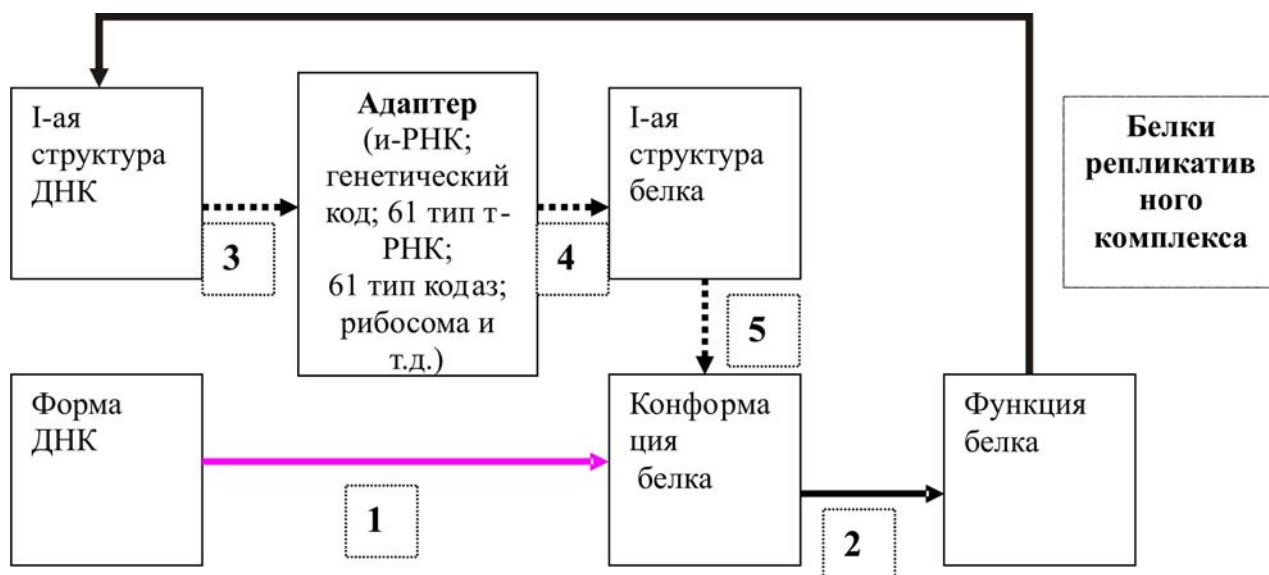 I-ая
структура
ДНК
Адаптер
(и-РНК;
генетический
код; 61 тип т-
РНК;
61 тип кодаз;
рибосома и
т.д.)
I-ая
структура
белка
Белки
репликатив
ного
комплекса
3
4
5
Форма
ДНК
Конформа
ция
белка
Функция
белка
1
2